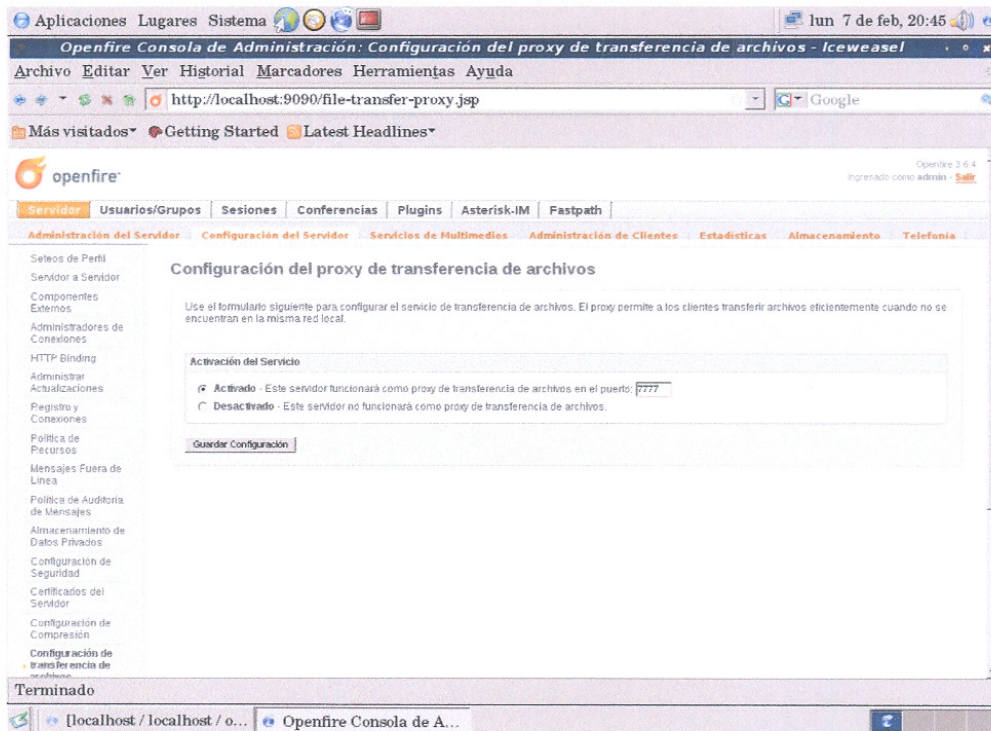 Aplicaciones Lugares Sistema
lun 7 de feb, 20:45
Openfire Consola de Administración: Configuración del proxy de transferencia de archivos - Iceweasel
Archivo Editar Ver Historial Marcadores Herramientas Ayuda
http://localhost:9090/file-transfer-proxy.jsp
Google
Más visitados
Getting Started
Latest Headlines
openfire
Openfire 3.6.4
Ingresado como admin - Salir
Servidor Usuarios/Grupos Sesiones Conferencias Plugins Asterisk-IM Fastpath
Administración del Servidor Configuración del Servidor Servicios de Multimedios Administración de Clientes Estadísticas Almacenamiento Telefonía
Seteos de Perfil
Servidor a Servidor
Componentes
Externos
Administradores de
Conexiones
HTTP Binding
Administrar
Actualizaciones
Registro y
Conexiones
Política de
Recursos
Mensajes Fuera de
Línea
Política de Auditoría
de Mensajes
Almacenamiento de
Datos Privados
Configuración de
Seguridad
Certificados del
Servidor
Configuración de
Compresión
Configuración de
transferencia de
archivos
Configuración del proxy de transferencia de archivos
Use el formulario siguiente para configurar el servicio de transferencia de archivos. El proxy permite a los clientes transferir archivos eficientemente cuando no se
encuentran en la misma red local.
Activación del Servicio
Activado - Este servidor funcionará como proxy de transferencia de archivos en el puerto: 7777
Desactivado - Este servidor no funcionará como proxy de transferencia de archivos.
Guardar Configuración
Terminado
[localhost / localhost / o...
Openfire Consola de A...